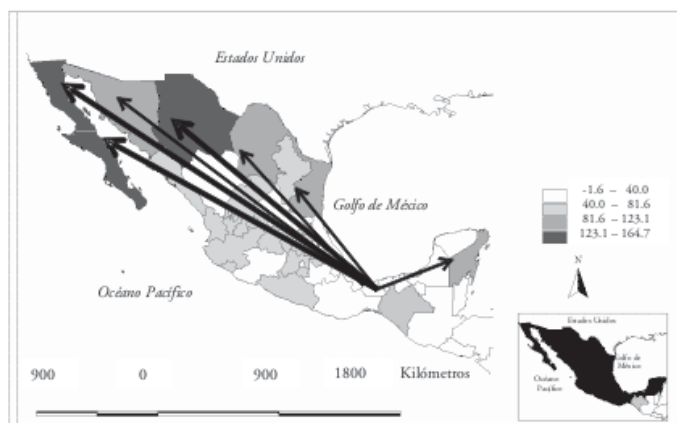 Estados Unidos
Golfo de México
Océano Pacífico
-1.6 – 40.0
40.0 – 81.6
81.6 – 123.1
123.1 – 164.7
N
900 0 900 1800 Kilómetros
Estados Unidos
Golfo de
México
Océano
Pacífico